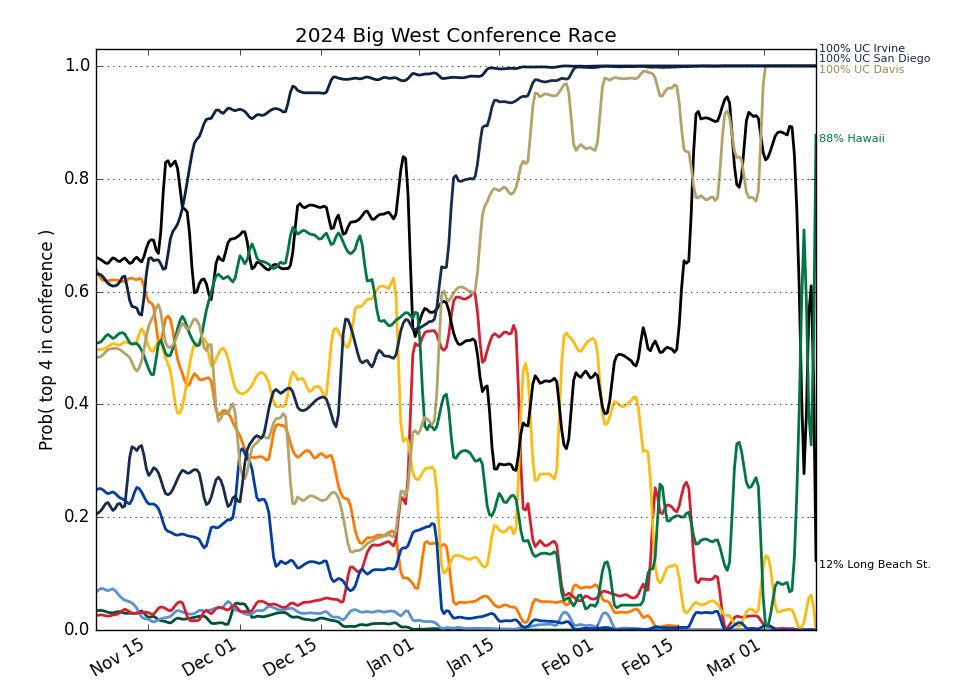 2024 Big West Conference Race
100% UC Irvine
100% UC San Diego
100% UC Davis
88% Hawaii
12% Long Beach St.
Prob( top 4 in conference )
1.0
0.8
0.6
0.4
0.2
0.0
Nov 15
Dec 01
Dec 15
Jan 01
Jan 15
Feb 01
Feb 15
Mar 01